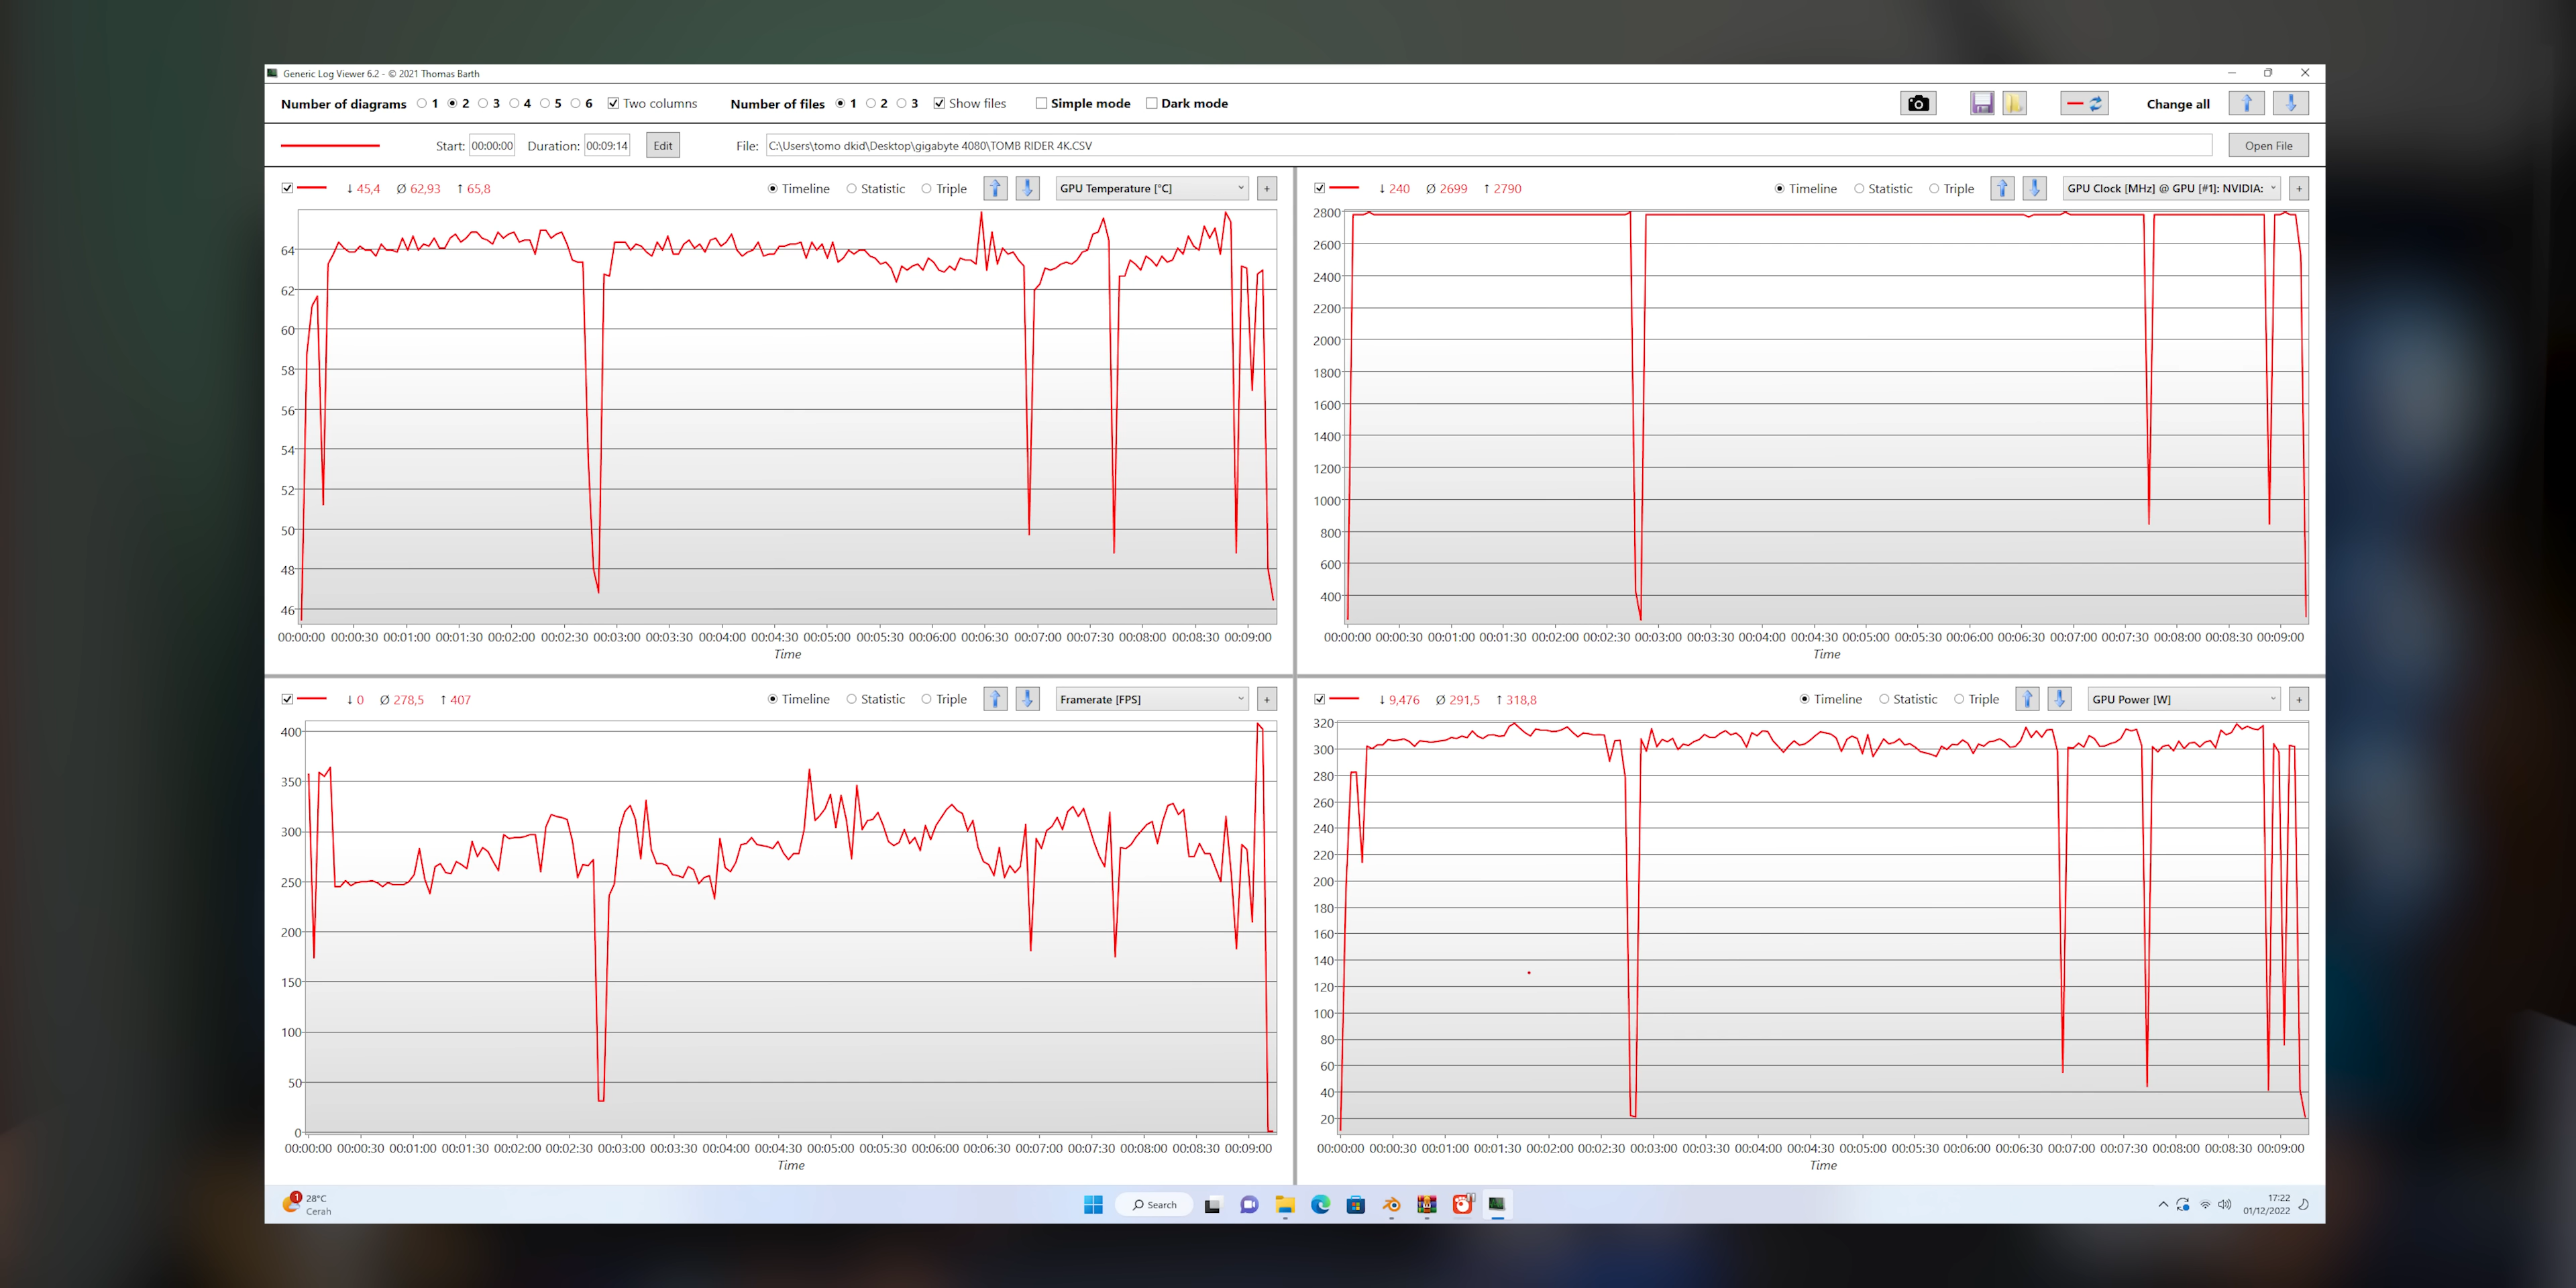 Generic Log Viewer 6.2 - © 2021 Thomas Barth
Number of diagrams 1 2 3 4 5 6 Two columns Number of files 1 2 3 Show files Simple mode Dark mode Change all
Start: 00:00:00 Duration: 00:09:14 Edit File: C:\Users\tomo dkid\Desktop\gigabyte 4080\TOMB RIDER 4K.CSV Open File
↓ 45,4 Ø 62,93 ↑ 65,8 Timeline Statistic Triple GPU Temperature [°C] +
64
62
60
58
56
54
52
50
48
46
00:00:00 00:00:30 00:01:00 00:01:30 00:02:00 00:02:30 00:03:00 00:03:30 00:04:00 00:04:30 00:05:00 00:05:30 00:06:00 00:06:30 00:07:00 00:07:30 00:08:00 00:08:30 00:09:00
Time
↓ 240 Ø 2699 ↑ 2790 Timeline Statistic Triple GPU Clock [MHz] @ GPU [#1]: NVIDIA: +
2800
2600
2400
2200
2000
1800
1600
1400
1200
1000
800
600
400
00:00:00 00:00:30 00:01:00 00:01:30 00:02:00 00:02:30 00:03:00 00:03:30 00:04:00 00:04:30 00:05:00 00:05:30 00:06:00 00:06:30 00:07:00 00:07:30 00:08:00 00:08:30 00:09:00
Time
↓ 0 Ø 278,5 ↑ 407 Timeline Statistic Triple Framerate [FPS] +
400
350
300
250
200
150
100
50
0
00:00:00 00:00:30 00:01:00 00:01:30 00:02:00 00:02:30 00:03:00 00:03:30 00:04:00 00:04:30 00:05:00 00:05:30 00:06:00 00:06:30 00:07:00 00:07:30 00:08:00 00:08:30 00:09:00
Time
↓ 9,476 Ø 291,5 ↑ 318,8 Timeline Statistic Triple GPU Power [W] +
320
300
280
260
240
220
200
180
160
140
120
100
80
60
40
20
00:00:00 00:00:30 00:01:00 00:01:30 00:02:00 00:02:30 00:03:00 00:03:30 00:04:00 00:04:30 00:05:00 00:05:30 00:06:00 00:06:30 00:07:00 00:07:30 00:08:00 00:08:30 00:09:00
Time
1
28°C
Cerah
Search
17:22
01/12/2022